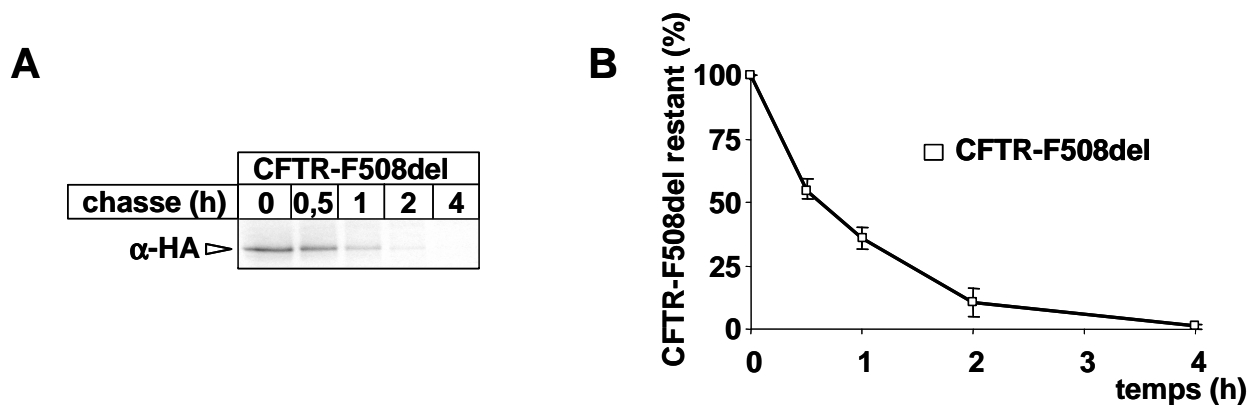 A
CFTR-F508del
chasse (h) 0 0,5 1 2 4
α-HA
B
CFTR-F508del restant (%)
100
75
50
25
0
CFTR-F508del
0 1 2 3 4
temps (h)